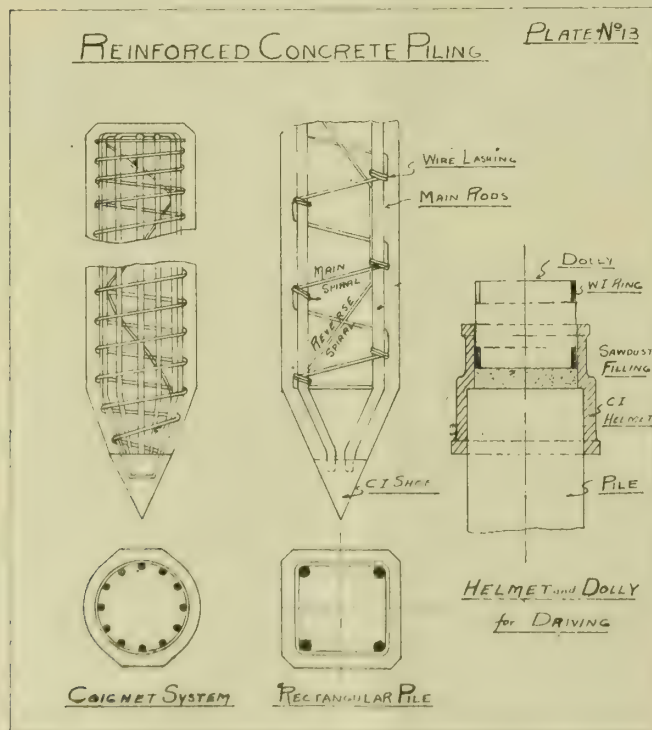 REINFORCED CONCRETE PILING
PLATE Nº13
WIRE LASHING
MAIN RODS
MAIN
SPIRAL
REVERSE
SPIRAL
DOLLY
WI RING
SAWDUST
FILLING
CI
HELMET
CI SHOE
PILE
HELMET and DOLLY
for DRIVING
COIGNET SYSTEM
RECTANGULAR PILE